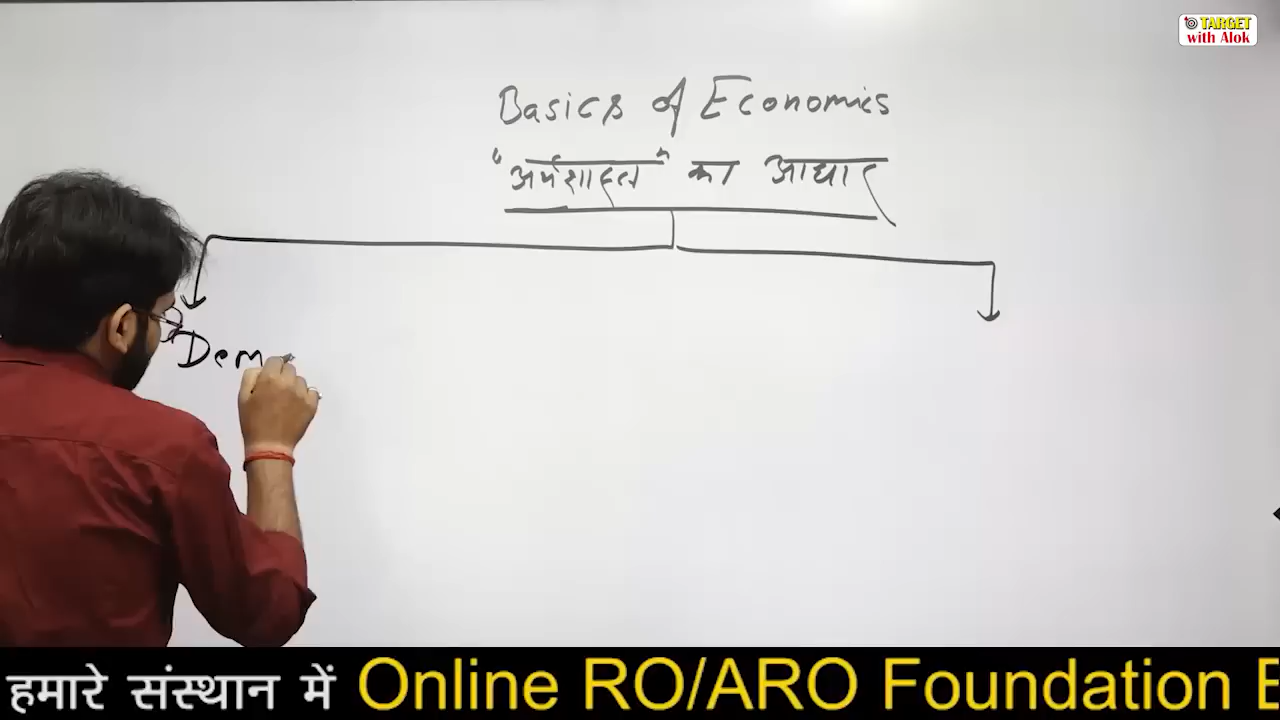 TARGET
with Alok
Basics of Economics
"अर्थशास्त्र" का आधार
Dem
हमारे संस्थान में Online RO/ARO Foundation